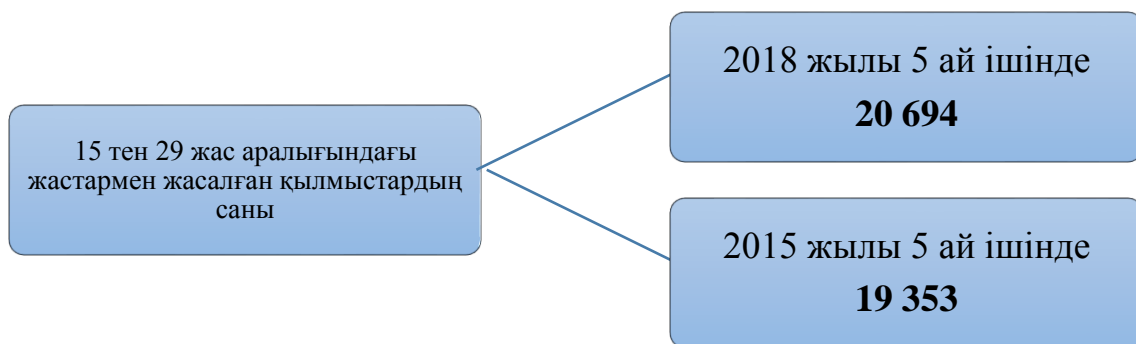 15 тен 29 жас аралығындағы
жастармен жасалған қылмыстардың
саны
2018 жылы 5 ай ішінде
20 694
2015 жылы 5 ай ішінде
19 353